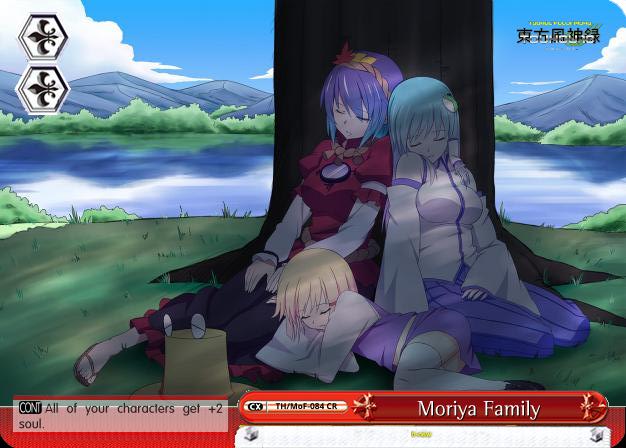 東方風神録
CONT All of your characters get +2
soul.
CX TH/MoF-084 CR
Moriya Family